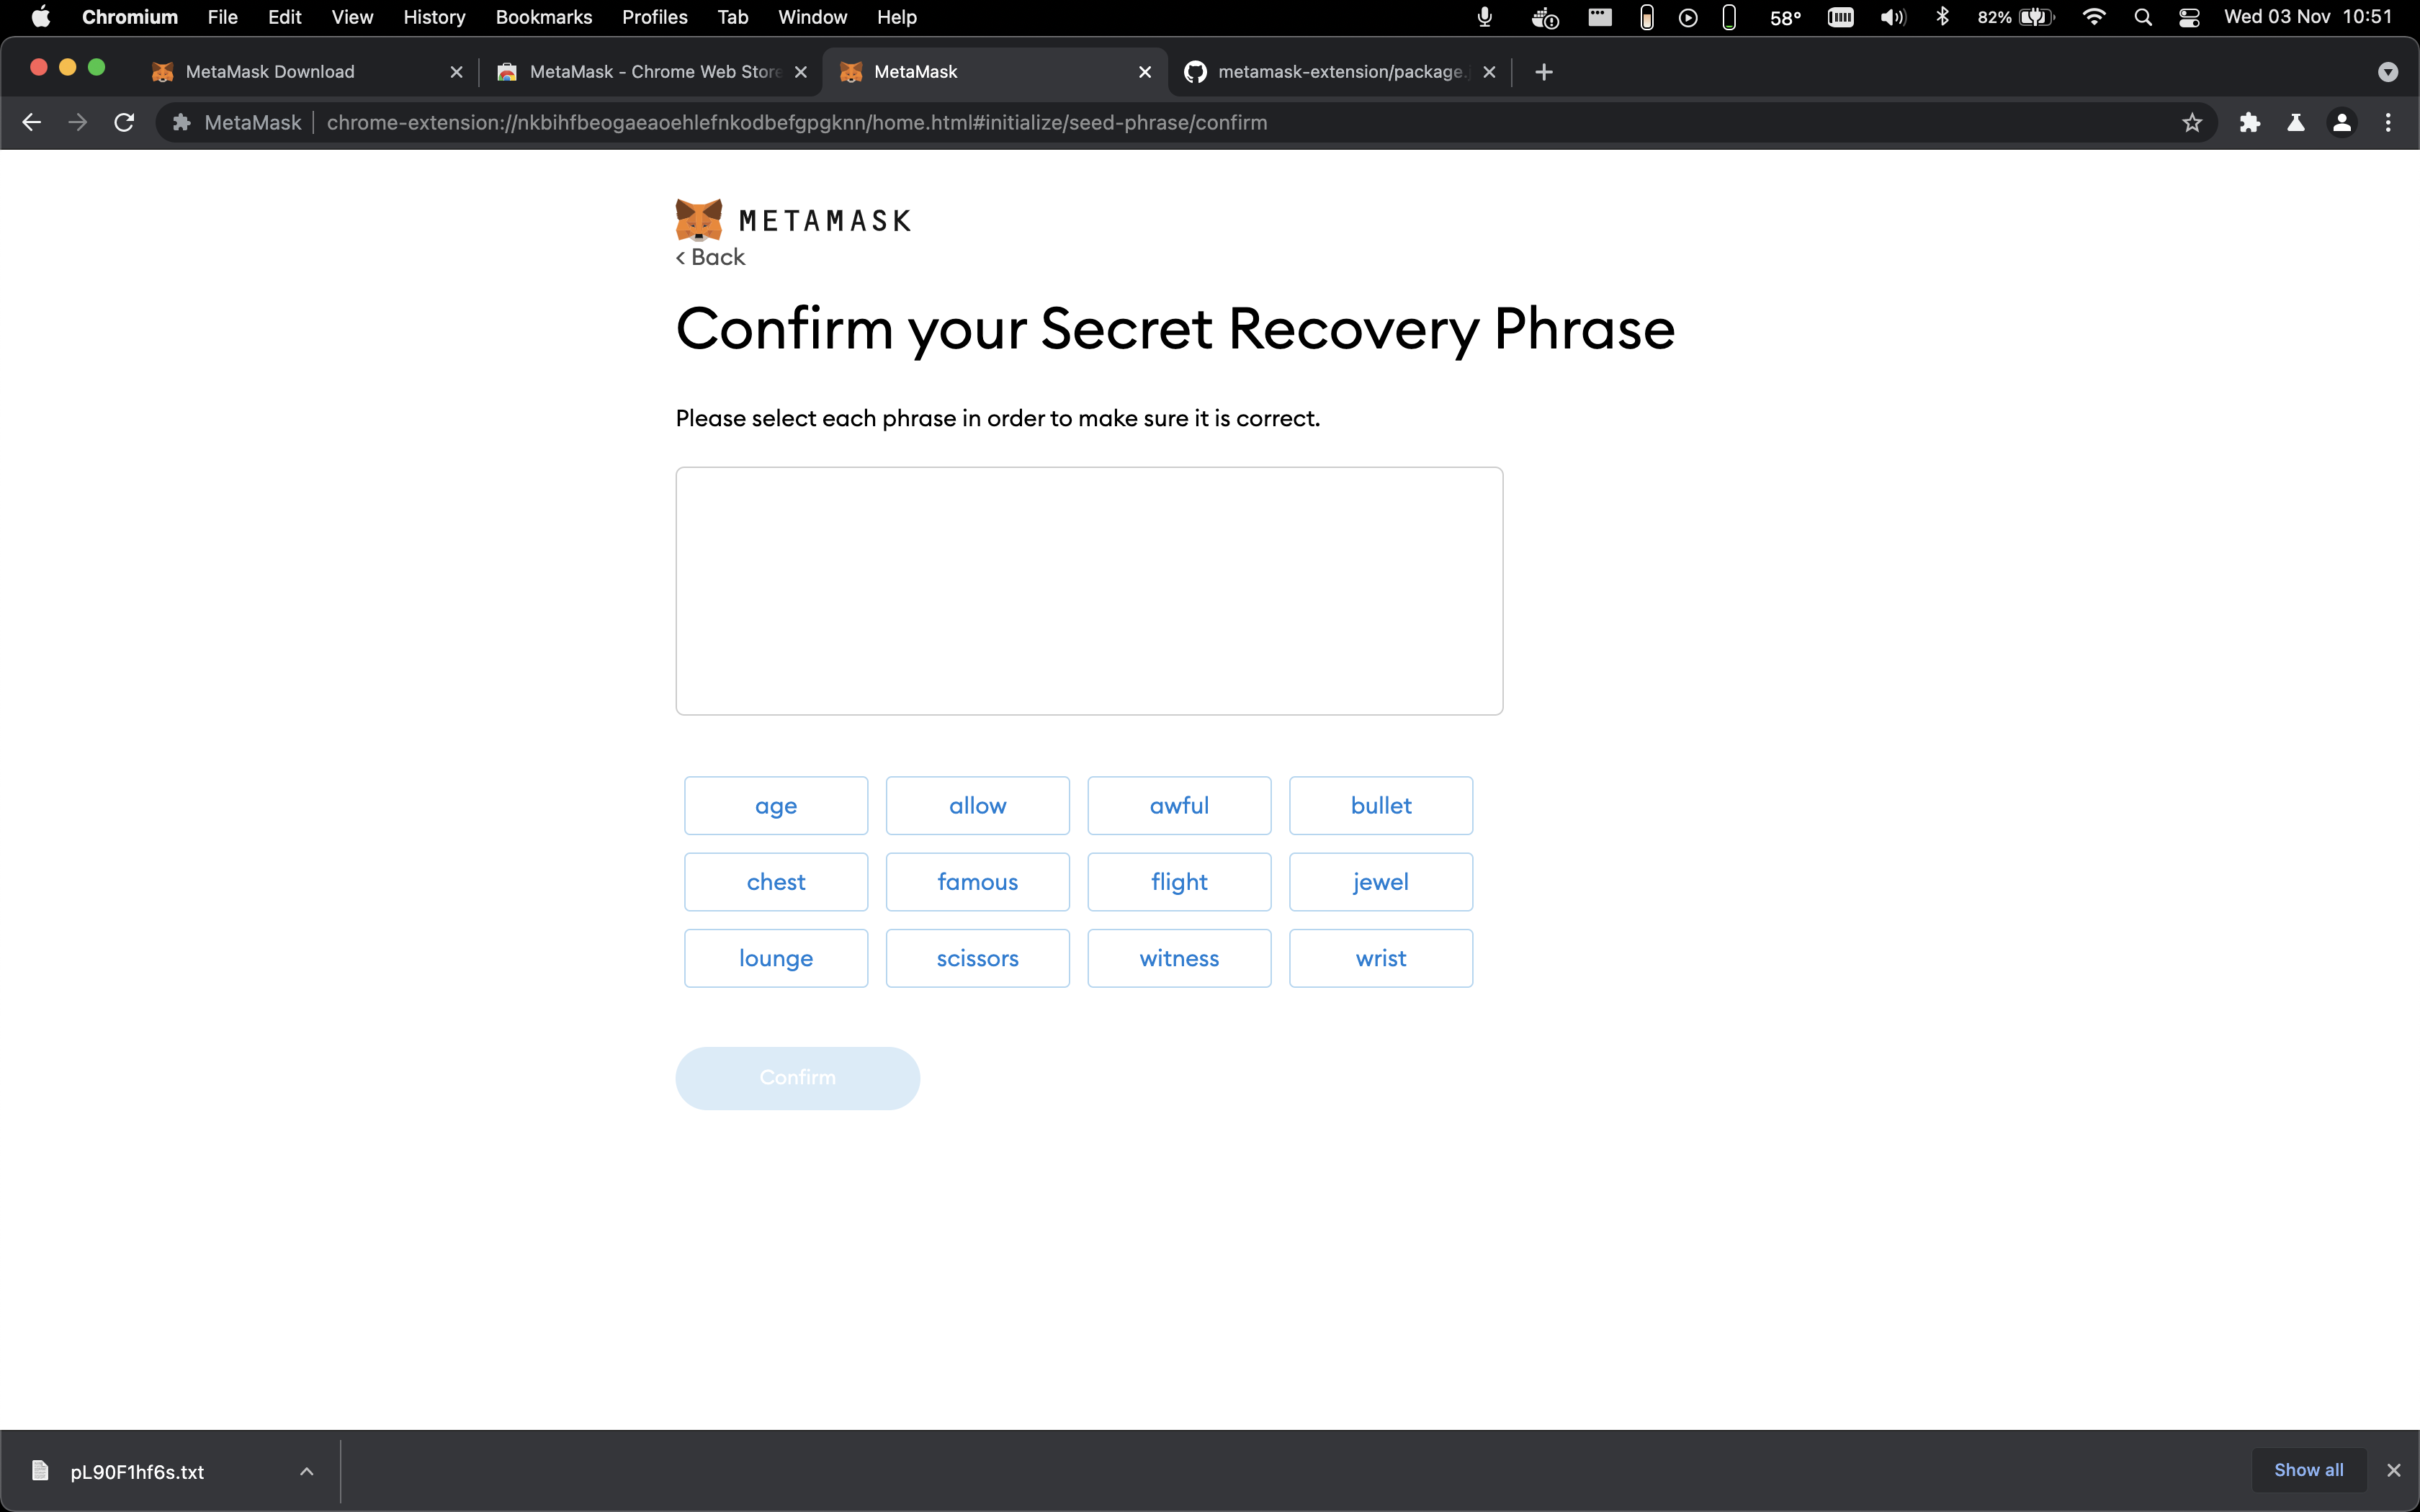 Chromium File Edit View History Bookmarks Profiles Tab Window Help 58° 82% Wed 03 Nov 10:51
MetaMask Download MetaMask - Chrome Web Store MetaMask metamask-extension/package.j
MetaMask chrome-extension://nkbihfbeogaeaoehlefnkodbefgpgknn/home.html#initialize/seed-phrase/confirm
METAMASK
< Back
Confirm your Secret Recovery Phrase
Please select each phrase in order to make sure it is correct.
age allow awful bullet
chest famous flight jewel
lounge scissors witness wrist
Confirm
pL90F1hf6s.txt Show all